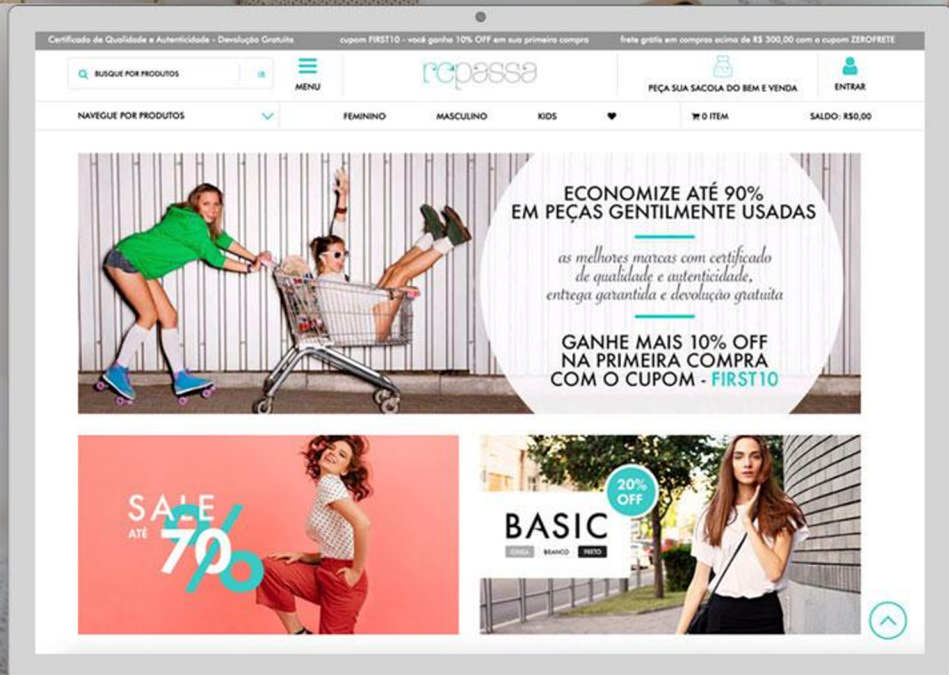 Certificado de Qualidade e Autenticidade - Devolução Gratuita
cupom FIRST10 - você ganha 10% OFF em sua primeira compra
frete grátis em compras acima de R$ 300,00 com o cupom ZEROFRETE
BUSQUE POR PRODUTOS
MENU
repassa
PEÇA SUA SACOLA DO BEM E VENDA
ENTRAR
NAVEGUE POR PRODUTOS
FEMININO
MASCULINO
KIDS
0 ITEM
SALDO: R$0,00
ECONOMIZE ATÉ 90%
EM PEÇAS GENTILMENTE USADAS
as melhores marcas com certificado
de qualidade e autenticidade,
entrega garantida e devolução gratuita
GANHE MAIS 10% OFF
NA PRIMEIRA COMPRA
COM O CUPOM - FIRST10
SALE
ATÉ
70%
20%
OFF
BASIC
CINZA BRANCO PRETO